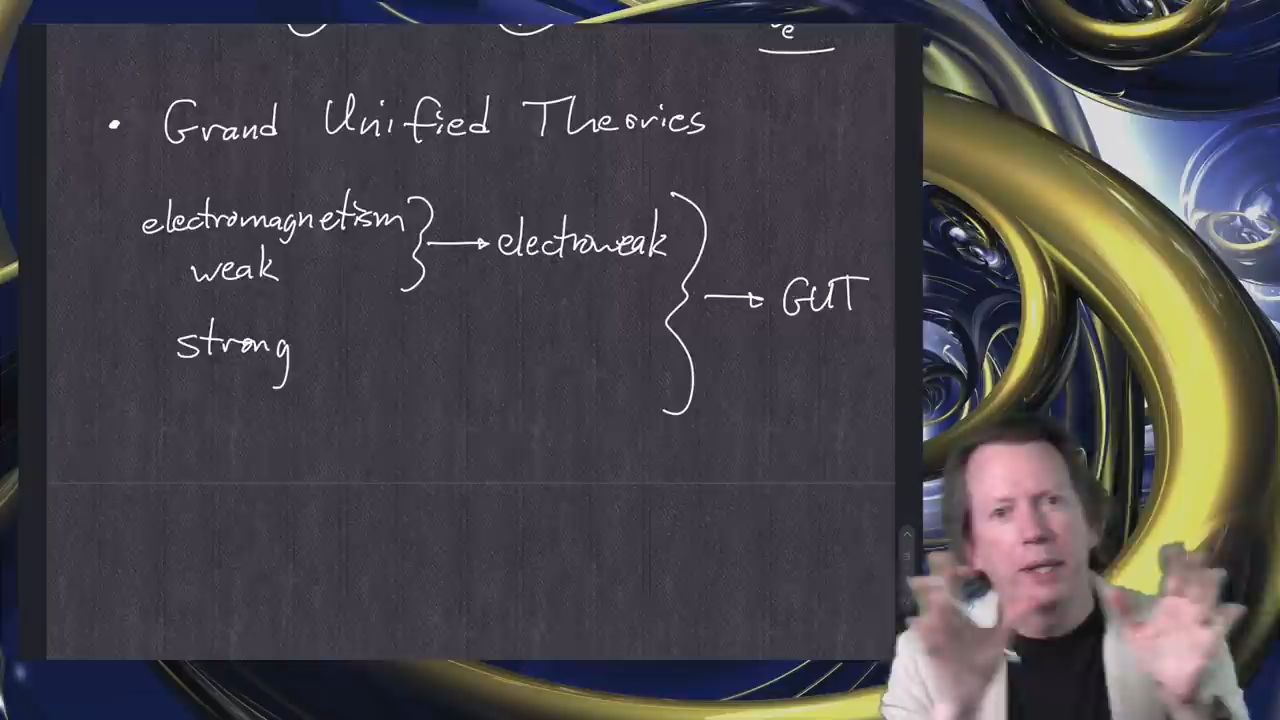 • Grand Unified Theories
electromagnetism
weak
} → electroweak
strong
} → GUT